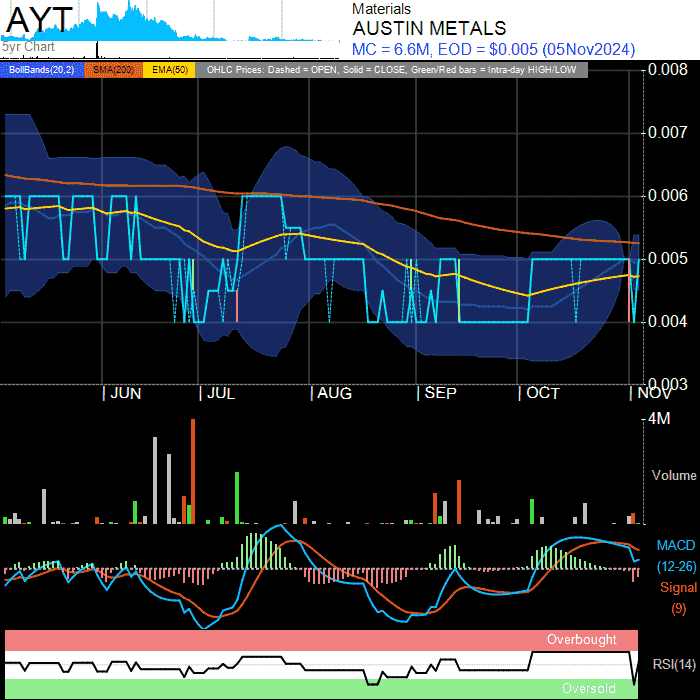 AYT
5yr Chart
Materials
AUSTIN METALS
MC = 6.6M, EOD = $0.005 (05Nov2024)
BollBands(20,2) SMA(200) EMA(50) OHLC Prices: Dashed = OPEN, Solid = CLOSE, Green/Red bars = Intra-day HIGH/LOW
0.008
0.007
0.006
0.005
0.004
0.003
| JUN | JUL | AUG | SEP | OCT | NOV
4M
Volume
MACD
(12-26)
Signal
(9)
Overbought
RSI(14)
Oversold